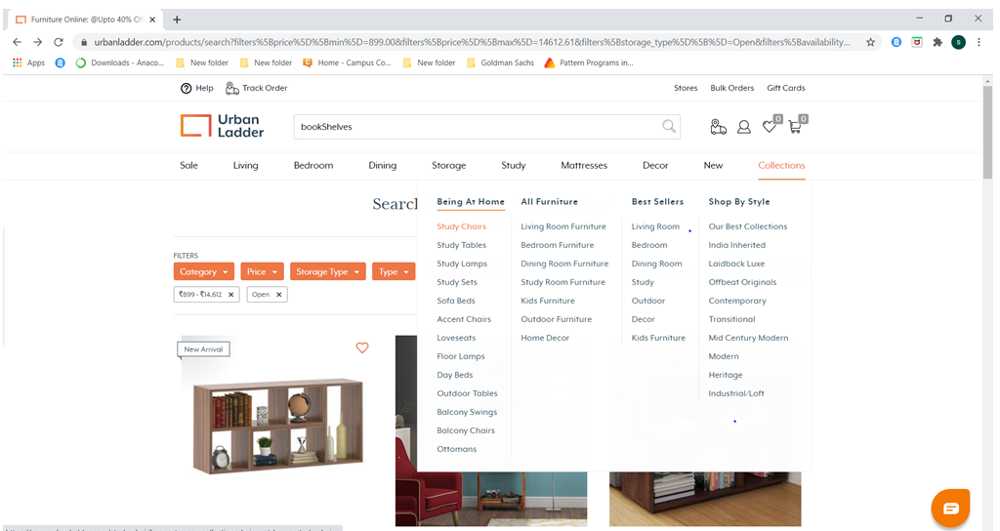 Furniture Online: @Upto 40% Of
urbanladder.com/products/search?filters%5Bprice%5D%5Bmin%5D=899.00&filters%5Bprice%5D%5Bmax%5D=14612.61&filters%5Bstorage_type%5D%5B%5D=Open&filters%5Bavailability...
S
Apps Downloads - Anaco... New folder New folder Home - Campus Co... New folder Goldman Sachs Pattern Programs in...
Help Track Order Stores Bulk Orders Gift Cards
Urban
Ladder
bookShelves
0 0
Sale Living Bedroom Dining Storage Study Mattresses Decor New Collections
Searc
FILTERS
Category Price Storage Type Type
₹899 - ₹14,612 × Open ×
New Arrival
Being At Home
Study Chairs
Study Tables
Study Lamps
Study Sets
Sofa Beds
Accent Chairs
Loveseats
Floor Lamps
Day Beds
Outdoor Tables
Balcony Swings
Balcony Chairs
Ottomans
All Furniture
Living Room Furniture
Bedroom Furniture
Dining Room Furniture
Study Room Furniture
Kids Furniture
Outdoor Furniture
Home Decor
Best Sellers
Living Room
Bedroom
Dining Room
Study
Outdoor
Decor
Kids Furniture
Shop By Style
Our Best Collections
India Inherited
Laidback Luxe
Offbeat Originals
Contemporary
Transitional
Mid Century Modern
Modern
Heritage
Industrial/Loft